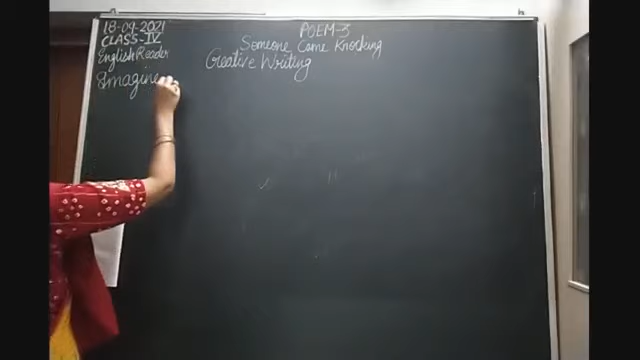 18-09-2021
POEM-3
CLASS-IV
Someone Came Knocking
English Reader
Creative Writing
Imagine